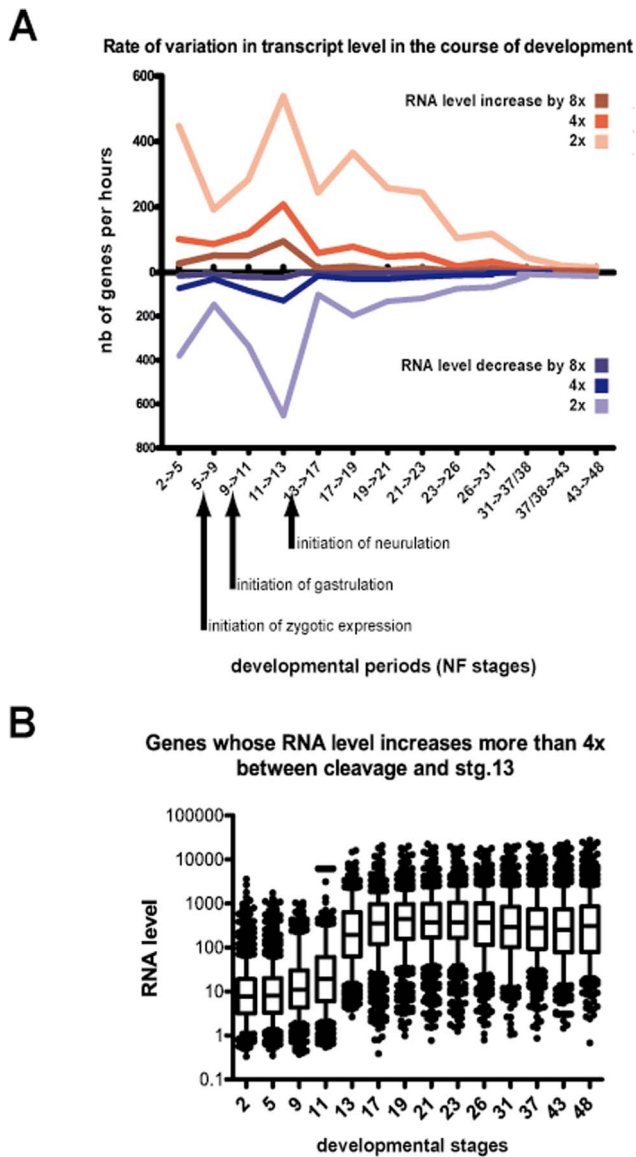 A
Rate of variation in transcript level in the course of development
600
400
200
0
200
400
600
800
nb of genes per hours
RNA level increase by 8x
4x
2x
RNA level decrease by 8x
4x
2x
2->5
5->9
9->11
11->13
13->17
17->19
19->21
21->23
23->26
26->31
31->37/38
37/38->43
43->48
initiation of neurulation
initiation of gastrulation
initiation of zygotic expression
developmental periods (NF stages)
B
Genes whose RNA level increases more than 4x
between cleavage and stg.13
100000
10000
1000
100
10
1
0.1
RNA level
2
5
9
11
13
17
19
21
23
26
31
37
43
48
developmental stages